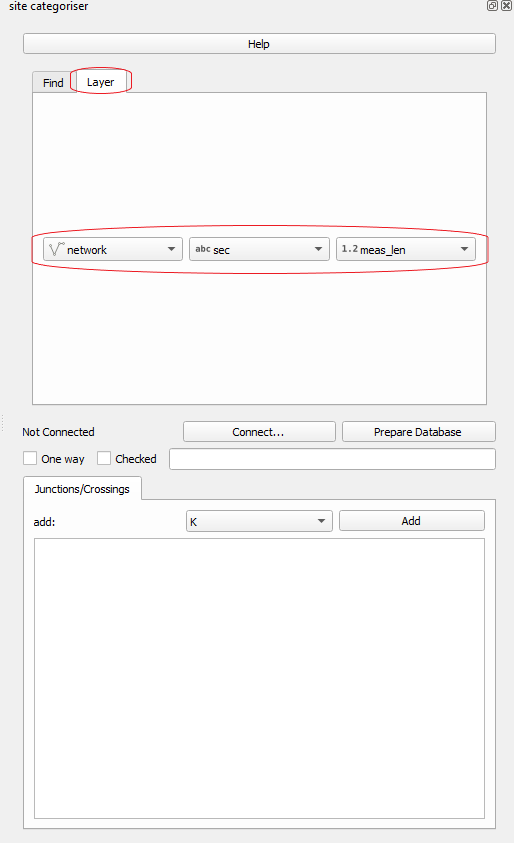 site categoriser
Help
Find Layer
network abc sec 1.2 meas_len
Not Connected Connect... Prepare Database
One way Checked
Junctions/Crossings
add: K Add